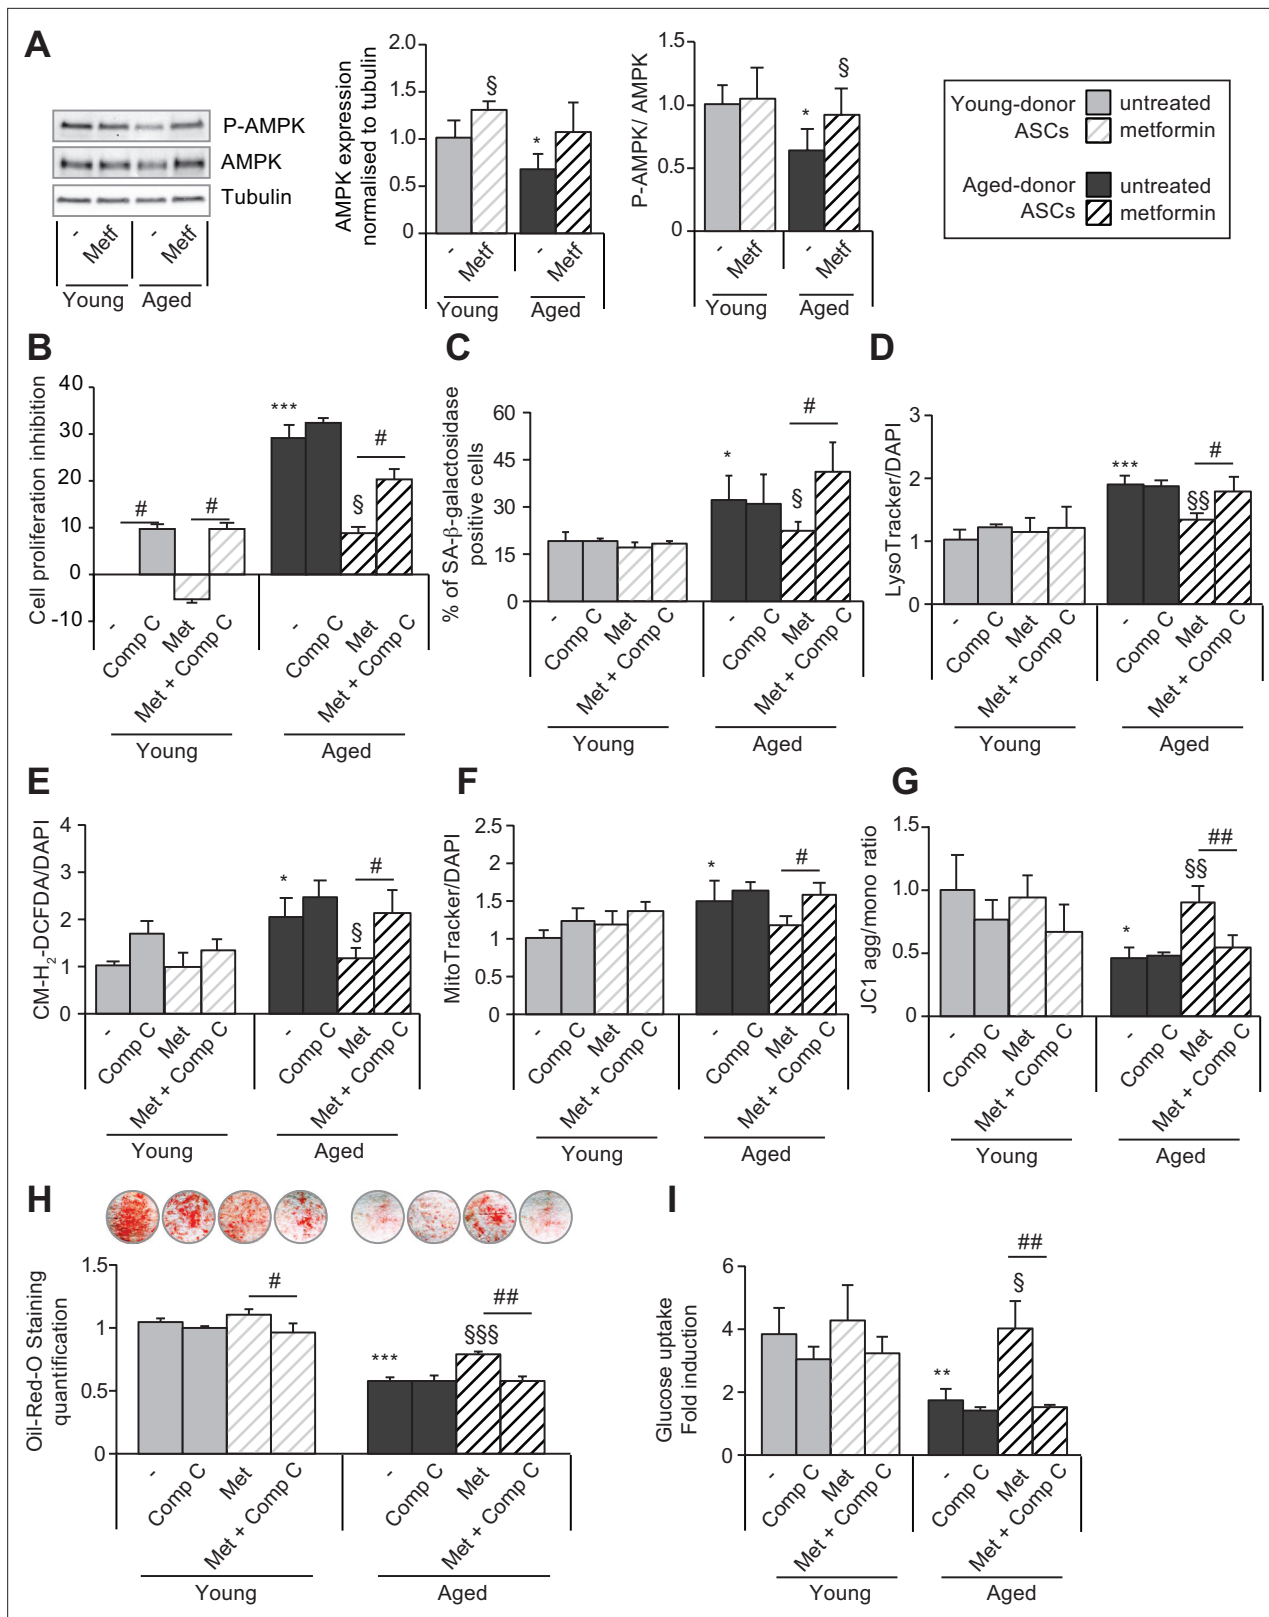 A
P-AMPK
AMPK
Tubulin
-
Metf
-
Metf
Young
Aged
AMPK expression
normalised to tubulin
2.0
1.5
1.0
0.5
0.0
§
*
-
Metf
-
Metf
Young
Aged
P-AMPK/ AMPK
1.5
1.0
0.5
0
*
§
-
Metf
-
Metf
Young
Aged
Young-donor untreated
ASCs metformin
Aged-donor untreated
ASCs metformin
B
Cell proliferation inhibition
40
30
20
10
0
-10
#
#
***
§
#
-
Comp C
Met
Met + Comp C
-
Comp C
Met
Met + Comp C
Young
Aged
C
% of SA-β-galactosidase
positive cells
60
45
30
15
0
*
§
#
-
Comp C
Met
Met + Comp C
-
Comp C
Met
Met + Comp C
Young
Aged
D
LysoTracker/DAPI
3
2
1
0
***
§§
#
-
Comp C
Met
Met + Comp C
-
Comp C
Met
Met + Comp C
Young
Aged
E
CM-H2-DCFDA/DAPI
4
3
2
1
0
*
§
#
-
Comp C
Met
Met + Comp C
-
Comp C
Met
Met + Comp C
Young
Aged
F
MitoTracker/DAPI
2.5
2
1.5
1
0.5
0
*
#
-
Comp C
Met
Met + Comp C
-
Comp C
Met
Met + Comp C
Young
Aged
G
JC1 agg/mono ratio
1.5
1
0.5
0
*
§§
##
-
Comp C
Met
Met + Comp C
-
Comp C
Met
Met + Comp C
Young
Aged
H
Oil-Red-O Staining
quantification
1.5
1
0.5
0
#
***
§§§
##
-
Comp C
Met
Met + Comp C
-
Comp C
Met
Met + Comp C
Young
Aged
I
Glucose uptake
Fold induction
6
4
2
0
**
§
##
-
Comp C
Met
Met + Comp C
-
Comp C
Met
Met + Comp C
Young
Aged